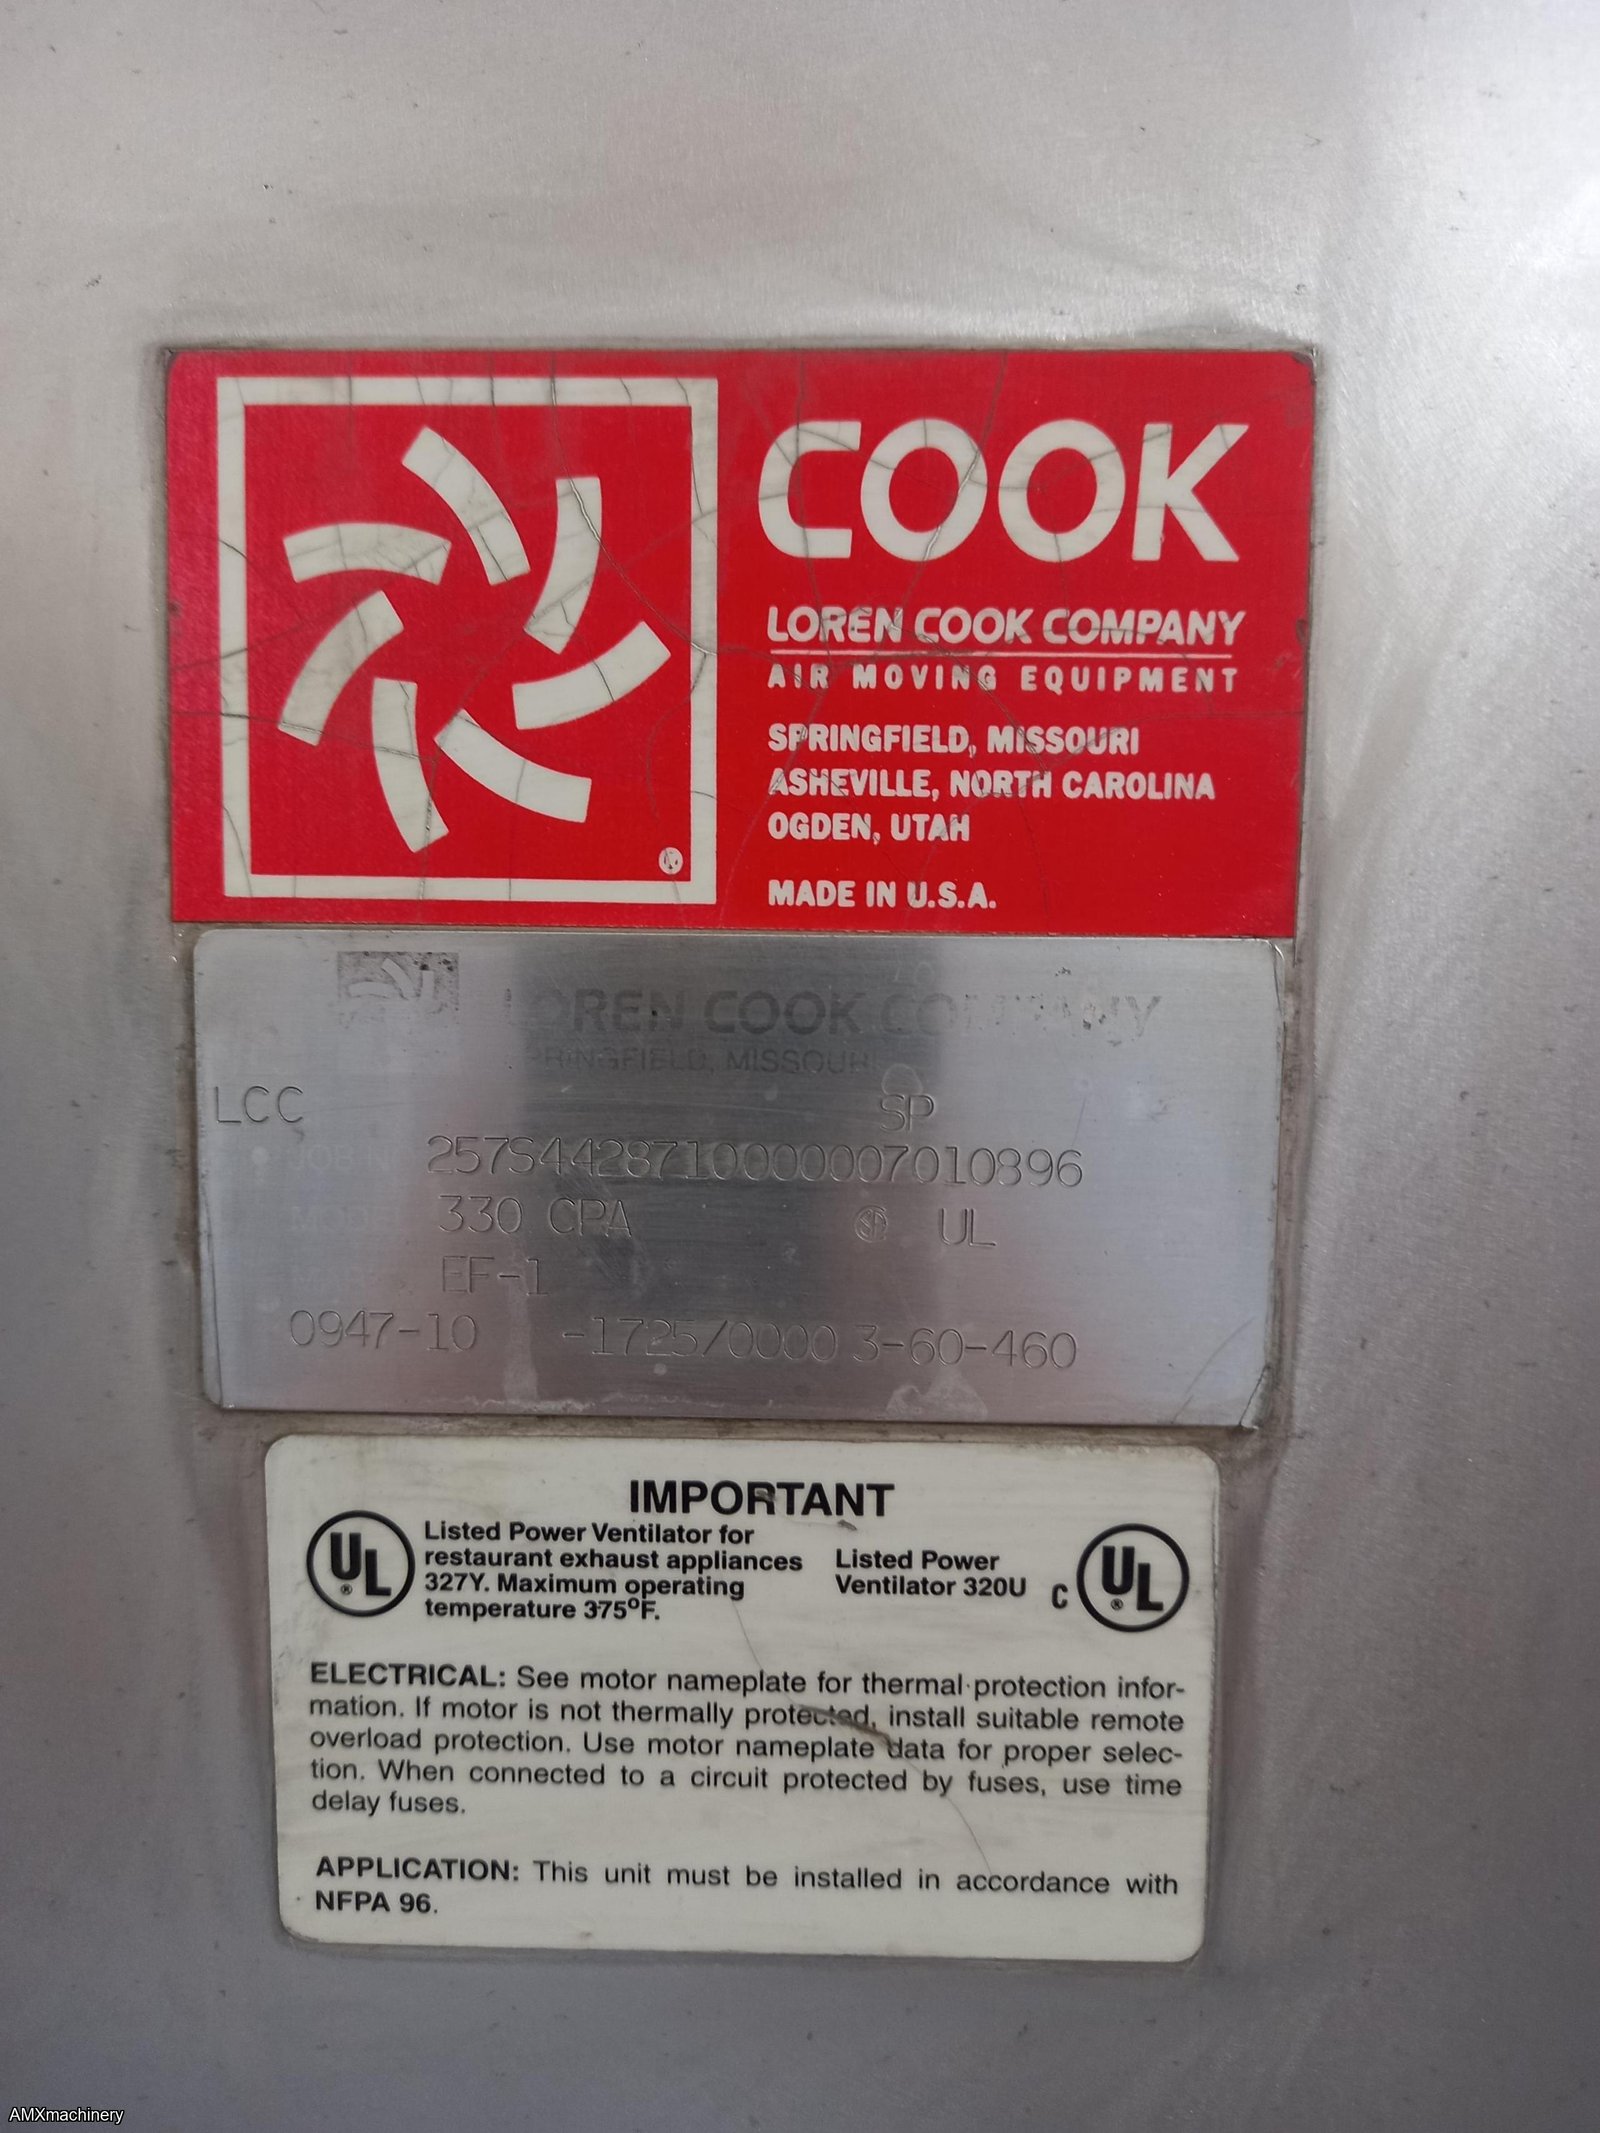 COOK
LOREN COOK COMPANY
AIR MOVING EQUIPMENT
SPRINGFIELD, MISSOURI
ASHEVILLE, NORTH CAROLINA
OGDEN, UTAH
MADE IN U.S.A.
LOREN COOK COMPANY
SPRINGFIELD, MISSOURI
LCC SP
257S4428710000007010896
330 CPA UL
EF-1
0947-10 -1725/0000 3-60-460
IMPORTANT
UL
Listed Power Ventilator for
restaurant exhaust appliances
327Y. Maximum operating
temperature 375°F.
Listed Power
Ventilator 320U
C UL
ELECTRICAL: See motor nameplate for thermal protection infor-
mation. If motor is not thermally protected, install suitable remote
overload protection. Use motor nameplate data for proper selec-
tion. When connected to a circuit protected by fuses, use time
delay fuses.
APPLICATION: This unit must be installed in accordance with
NFPA 96.
AMXmachinery